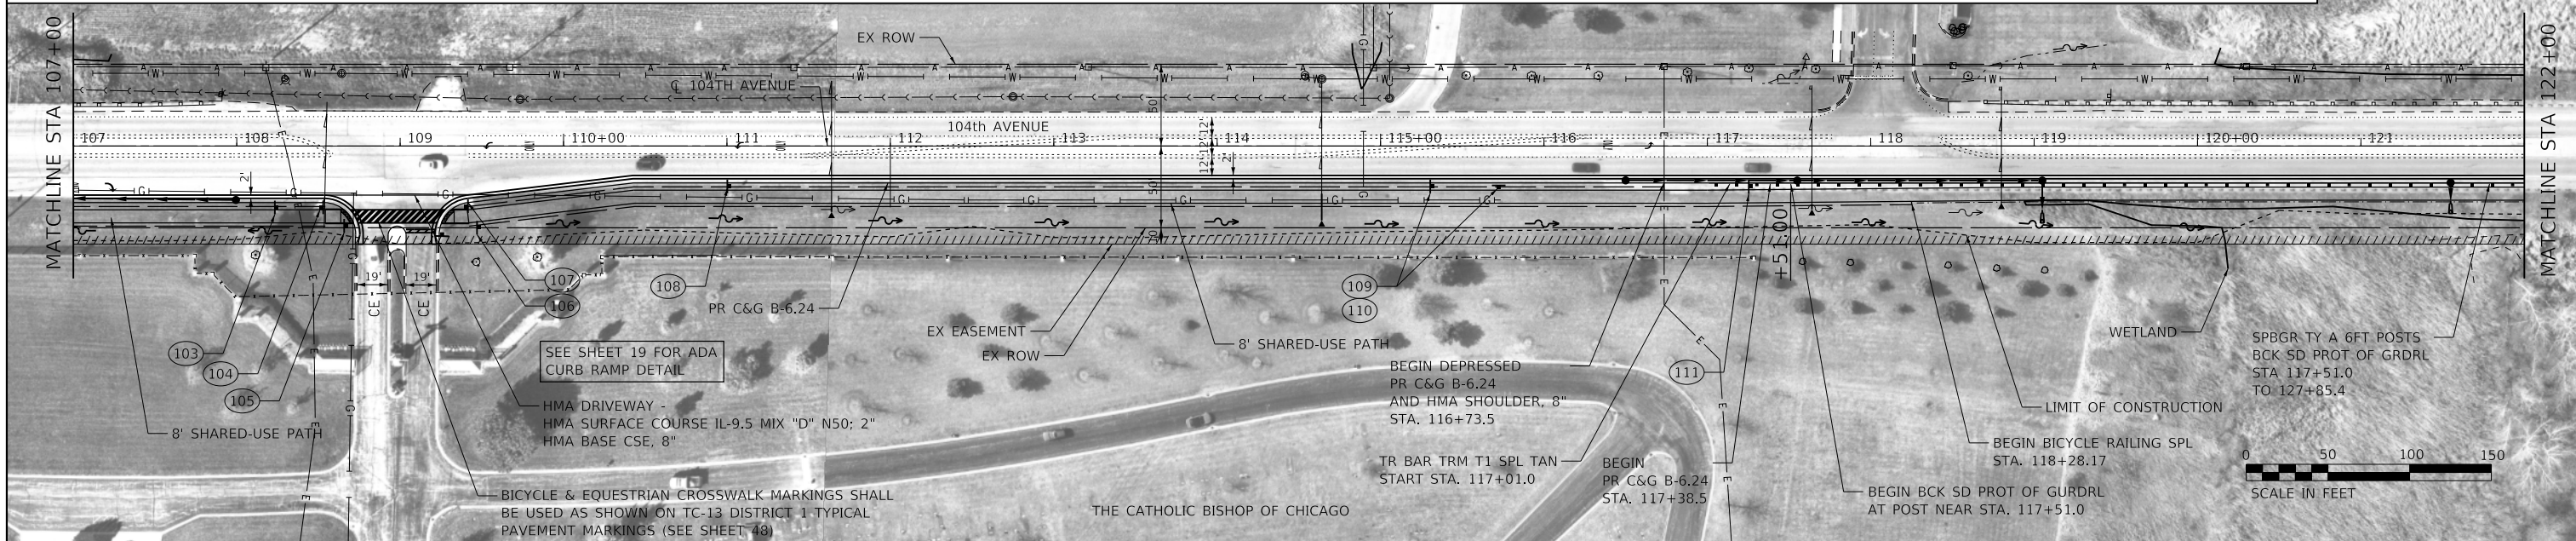 MATCHLINE STA 107+00
MATCHLINE STA 122+00
EX ROW
℄ 104TH AVENUE
104th AVENUE
107
108
109
110+00
111
112
113
114
115+00
116
117
118
119
120+00
121
ONLY
ONLY
50'
50'
12'
12'
12'
2'
2'
+51.00
19'
19'
CE
CE
103
104
105
107
106
108
109
110
111
PR C&G B-6.24
EX EASEMENT
EX ROW
8' SHARED-USE PATH
8' SHARED-USE PATH
SEE SHEET 19 FOR ADA
CURB RAMP DETAIL
HMA DRIVEWAY -
HMA SURFACE COURSE IL-9.5 MIX "D" N50; 2"
HMA BASE CSE, 8"
BICYCLE & EQUESTRIAN CROSSWALK MARKINGS SHALL
BE USED AS SHOWN ON TC-13 DISTRICT 1 TYPICAL
PAVEMENT MARKINGS (SEE SHEET 48)
THE CATHOLIC BISHOP OF CHICAGO
BEGIN DEPRESSED
PR C&G B-6.24
AND HMA SHOULDER, 8"
STA. 116+73.5
TR BAR TRM T1 SPL TAN
START STA. 117+01.0
BEGIN
PR C&G B-6.24
STA. 117+38.5
BEGIN BCK SD PROT OF GURDRL
AT POST NEAR STA. 117+51.0
BEGIN BICYCLE RAILING SPL
STA. 118+28.17
LIMIT OF CONSTRUCTION
WETLAND
SPBGR TY A 6FT POSTS
BCK SD PROT OF GRDRL
STA 117+51.0
TO 127+85.4
0 50 100 150
SCALE IN FEET